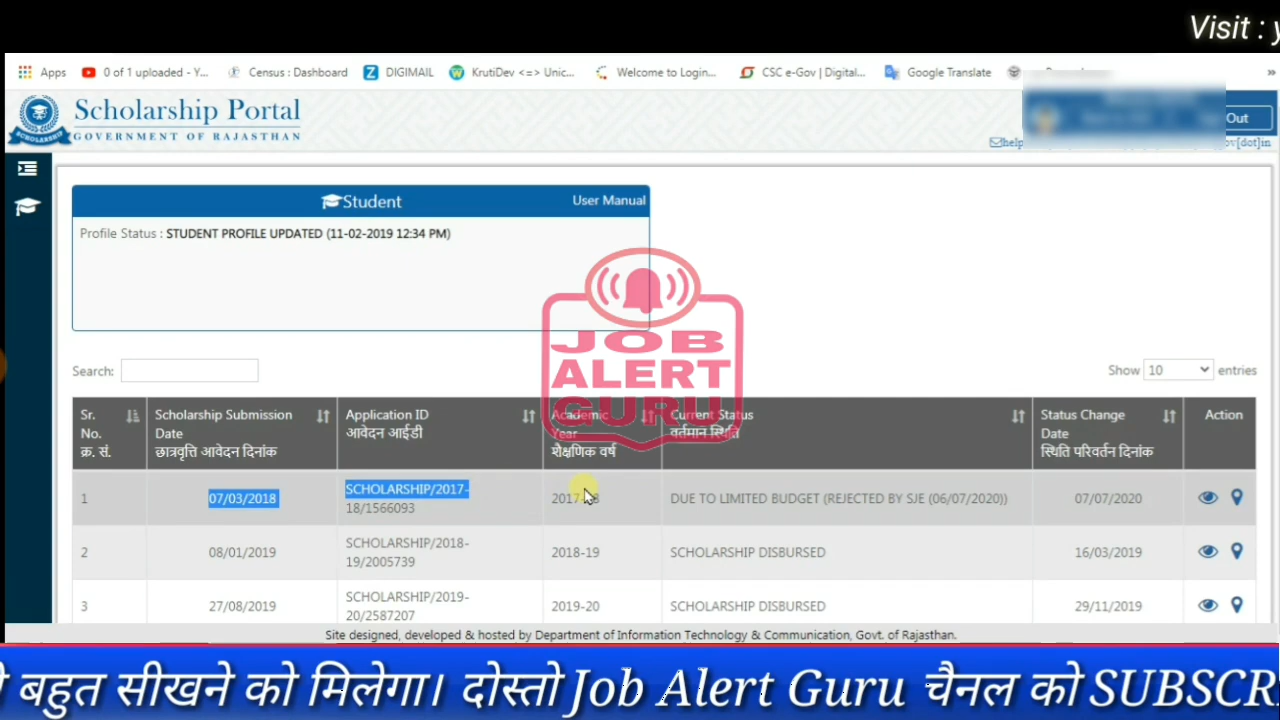 Visit :
Apps 0 of 1 uploaded - Y... Census : Dashboard DIGIMAIL KrutiDev <=> Unic... Welcome to Login... CSC e-Gov | Digital... Google Translate »
Scholarship Portal
GOVERNMENT OF RAJASTHAN
SCHOLARSHIP
Out
help
ov[dot]in
Student User Manual
Profile Status : STUDENT PROFILE UPDATED (11-02-2019 12:34 PM)
JOB
ALERT
GURU
Search: Show 10 entries
Sr. No. क्र. सं.
Scholarship Submission Date छात्रवृत्ति आवेदन दिनांक
Application ID आवेदन आईडी
Academic Year शैक्षणिक वर्ष
Current Status वर्तमान स्थिति
Status Change Date स्थिति परिवर्तन दिनांक
Action
1 07/03/2018 SCHOLARSHIP/2017-18/1566093 2017-18 DUE TO LIMITED BUDGET (REJECTED BY SJE (06/07/2020)) 07/07/2020
2 08/01/2019 SCHOLARSHIP/2018-19/2005739 2018-19 SCHOLARSHIP DISBURSED 16/03/2019
3 27/08/2019 SCHOLARSHIP/2019-20/2587207 2019-20 SCHOLARSHIP DISBURSED 29/11/2019
Site designed, developed & hosted by Department of Information Technology & Communication, Govt. of Rajasthan.
बहुत सीखने को मिलेगा। दोस्तो Job Alert Guru चैनल को SUBSCR